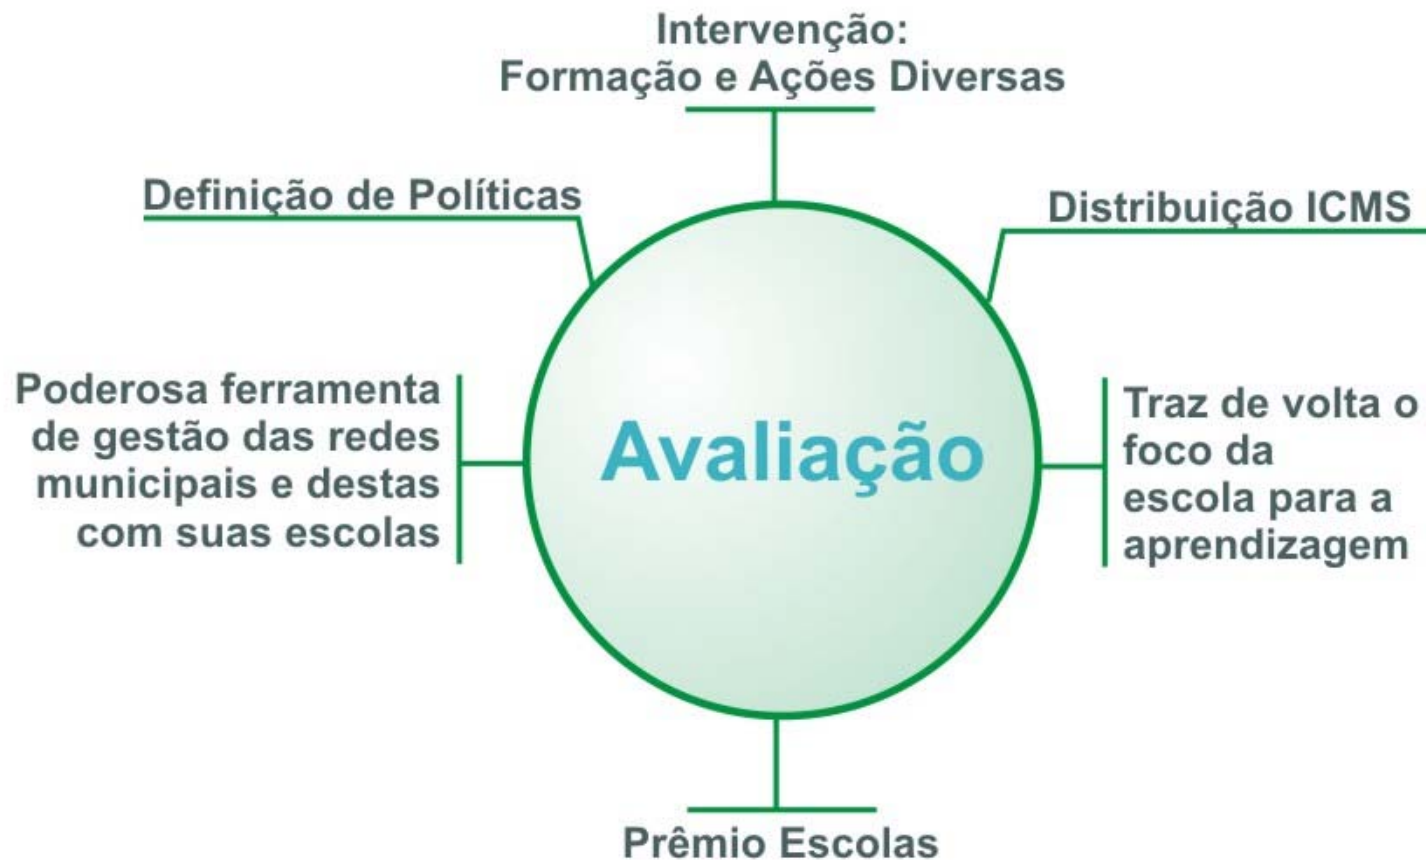 Intervenção:
Formação e Ações Diversas
Definição de Políticas
Distribuição ICMS
Poderosa ferramenta
de gestão das redes
municipais e destas
com suas escolas
Avaliação
Traz de volta o
foco da
escola para a
aprendizagem
Prêmio Escolas